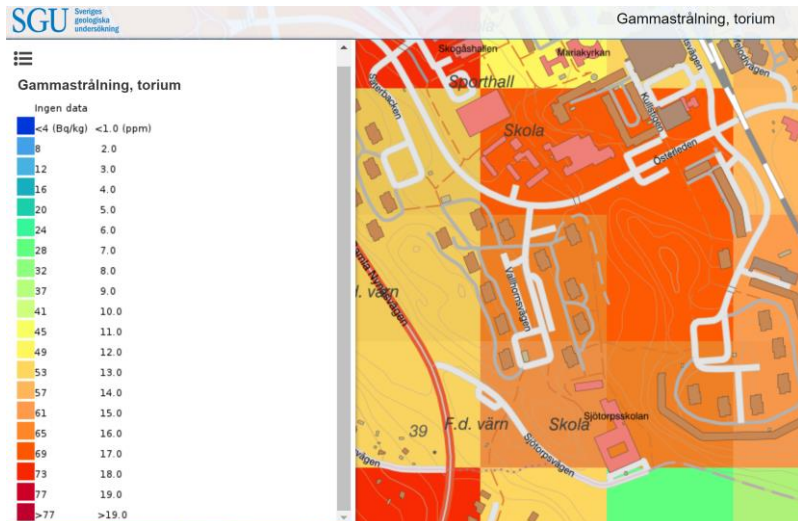 SGU Sveriges
geologiska
undersökning
Gammastrålning, torium
Gammastrålning, torium
Ingen data
<4 (Bq/kg) <1.0 (ppm)
8 2.0
12 3.0
16 4.0
20 5.0
24 6.0
28 7.0
32 8.0
37 9.0
41 10.0
45 11.0
49 12.0
53 13.0
57 14.0
61 15.0
65 16.0
69 17.0
73 18.0
77 19.0
>77 >19.0
Skogåshallen
Mariakyrkan
Sporthall
Kullstigen
Skola
Österleden
Vallhornsvägen
d. värn
39
F.d. värn
Skola
Sjötorpsskolan
Sjötorpsvägen